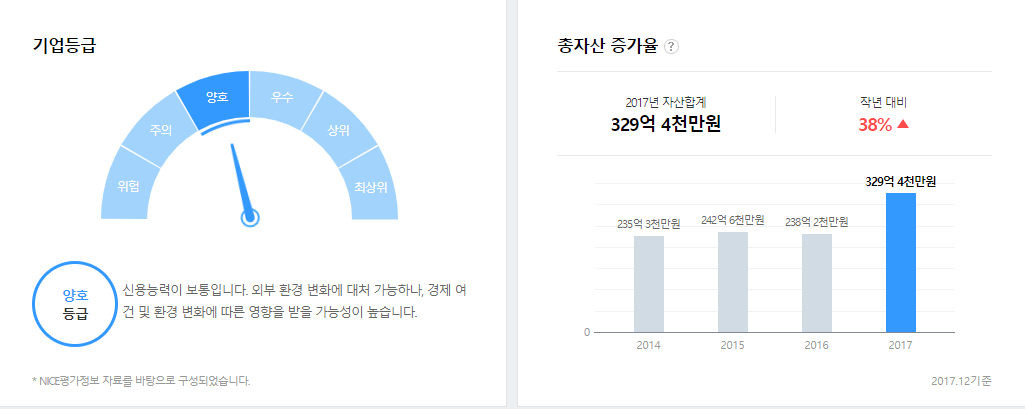 기업등급
위험
주의
양호
우수
상위
최상위
양호
등급
신용능력이 보통입니다. 외부 환경 변화에 대처 가능하나, 경제 여
건 및 환경 변화에 따른 영향을 받을 가능성이 높습니다.
* NICE평가정보 자료를 바탕으로 구성되었습니다.
총자산 증가율 ?
2017년 자산합계
329억 4천만원
작년 대비
38% ▲
235억 3천만원
242억 6천만원
238억 2천만원
329억 4천만원
0
2014
2015
2016
2017
2017.12기준